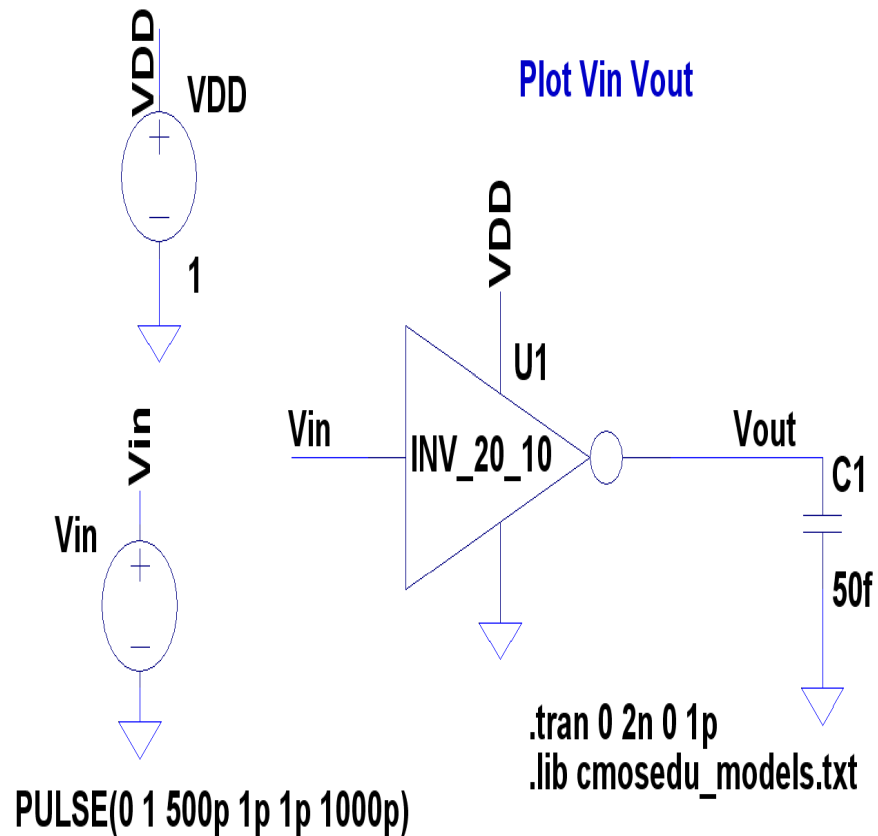 VDD
VDD
+
−
1
Plot Vin Vout
VDD
U1
Vin
INV_20_10
Vout
C1
50f
Vin
Vin
+
−
.tran 0 2n 0 1p
.lib cmosedu_models.txt
PULSE(0 1 500p 1p 1p 1000p)